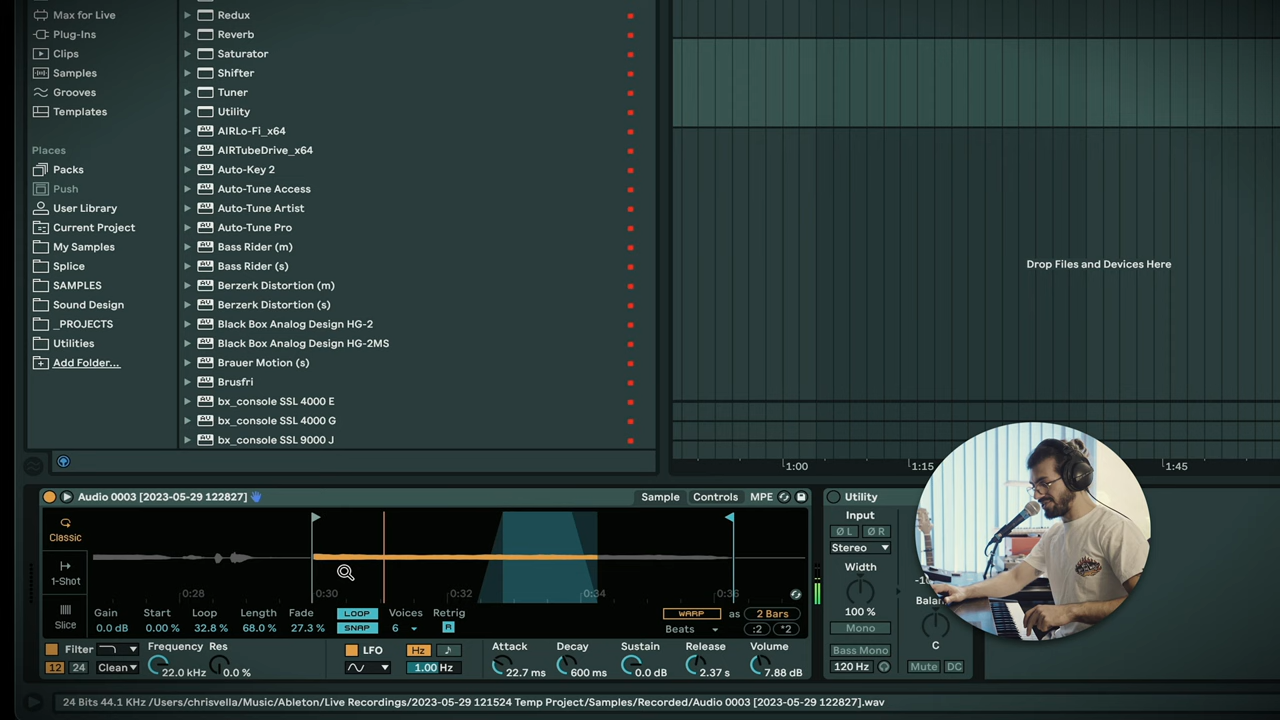 Max for Live
Plug-Ins
Clips
Samples
Grooves
Templates
Places
Packs
Push
User Library
Current Project
My Samples
Splice
SAMPLES
Sound Design
_PROJECTS
Utilities
Add Folder...
Redux
Reverb
Saturator
Shifter
Tuner
Utility
AIRLo-Fi_x64
AIRTubeDrive_x64
Auto-Key 2
Auto-Tune Access
Auto-Tune Artist
Auto-Tune Pro
Bass Rider (m)
Bass Rider (s)
Berzerk Distortion (m)
Berzerk Distortion (s)
Black Box Analog Design HG-2
Black Box Analog Design HG-2MS
Brauer Motion (s)
Brusfri
bx_console SSL 4000 E
bx_console SSL 4000 G
bx_console SSL 9000 J
Drop Files and Devices Here
1:00
1:15
1:45
Audio 0003 [2023-05-29 122827]
Sample Controls MPE
Classic
1-Shot
Slice
0:28 0:30 0:32 0:34 0:36
Gain Start Loop Length Fade LOOP Voices Retrig WARP as 2 Bars
0.0 dB 0.00 % 32.8 % 68.0 % 27.3 % SNAP 6 R Beats :2 *2
Filter Frequency Res LFO Hz Attack Decay Sustain Release Volume
12 24 Clean 22.0 kHz 0.0 % 1.00 Hz 22.7 ms 600 ms 0.0 dB 2.37 s 7.88 dB
Utility
Input
Ø L Ø R
Stereo
Width
100 %
Mono
Bass Mono
120 Hz
C
Mute DC
24 Bits 44.1 KHz /Users/chrisvella/Music/Ableton/Live Recordings/2023-05-29 121524 Temp Project/Samples/Recorded/Audio 0003 [2023-05-29 122827].wav